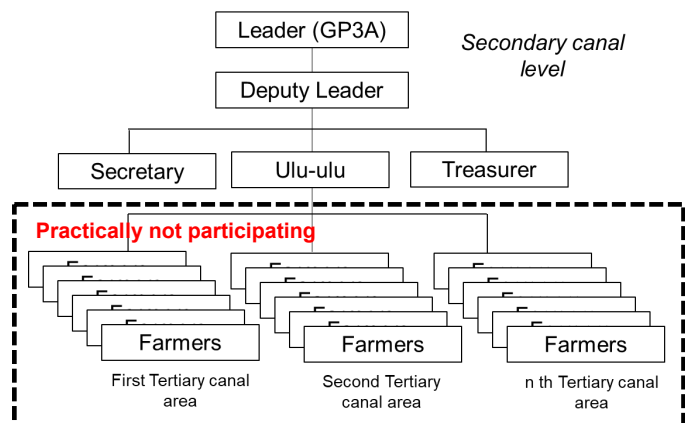 Leader (GP3A)
Secondary canal
level
Deputy Leader
Secretary
Ulu-ulu
Treasurer
Practically not participating
Farmers
Farmers
Farmers
First Tertiary canal
area
Second Tertiary
canal area
n th Tertiary canal
area